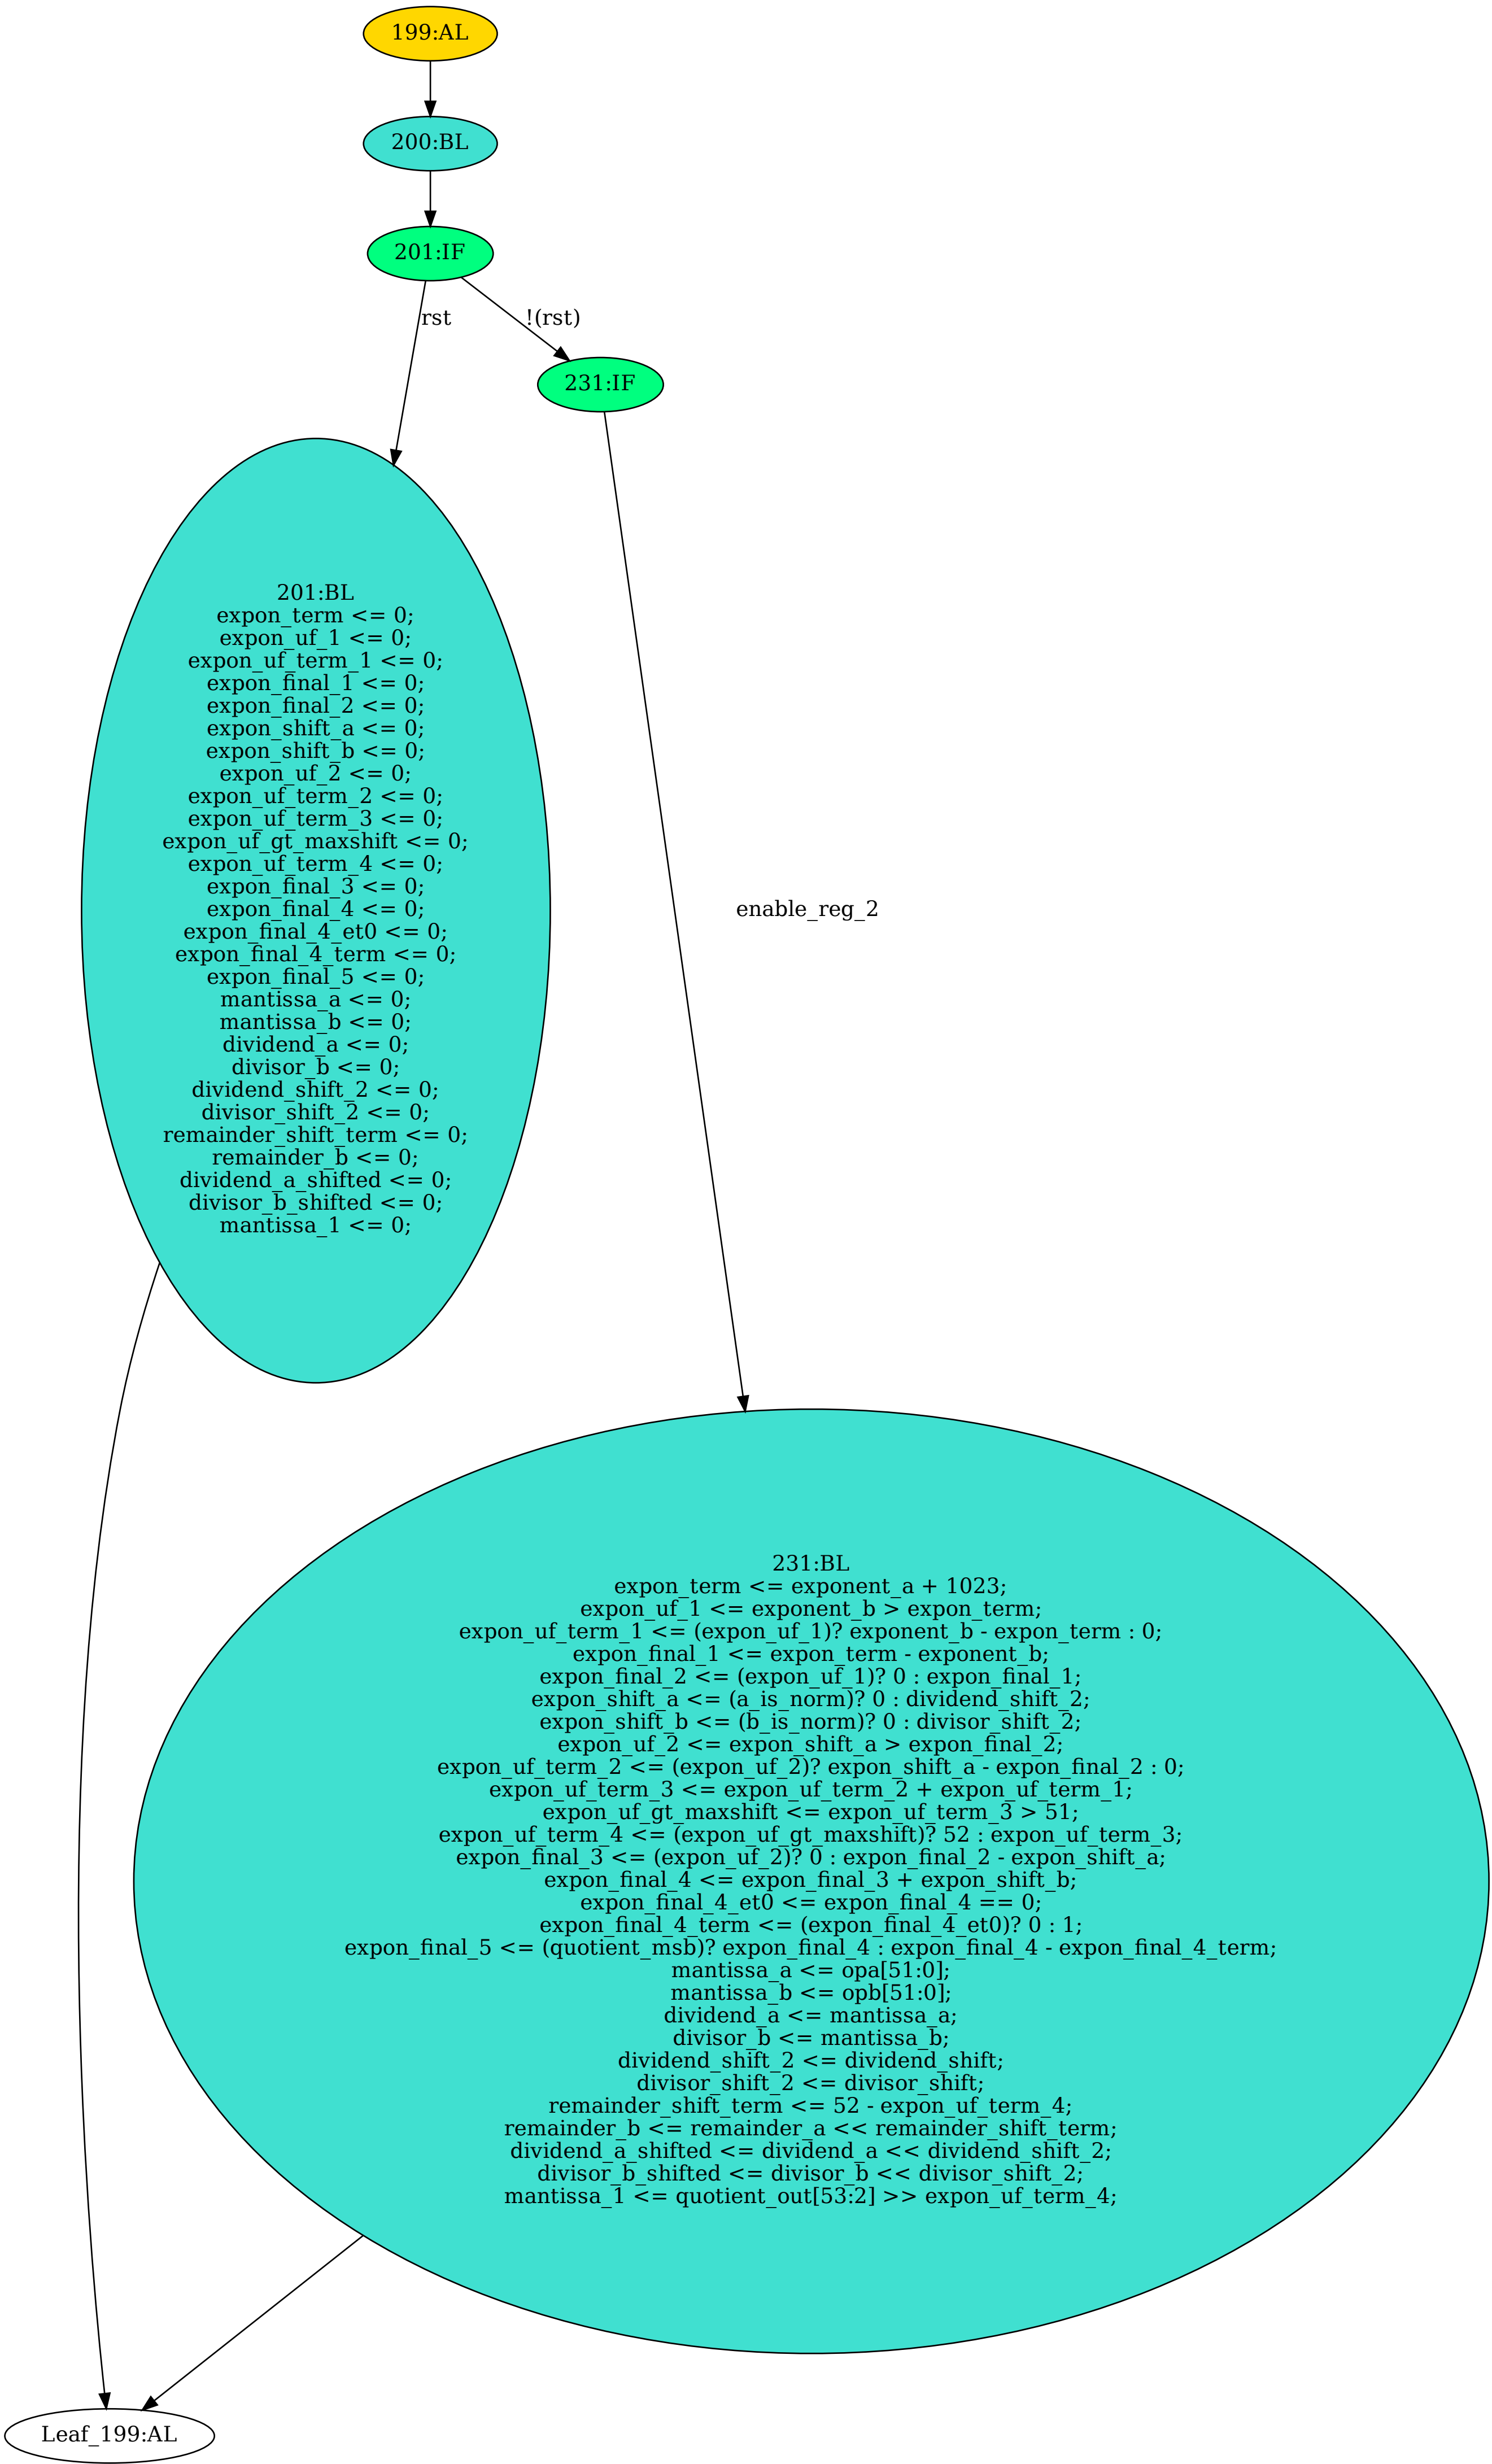 199:AL
200:BL
201:IF
rst
!(rst)
231:IF
201:BL
expon_term <= 0;
expon_uf_1 <= 0;
expon_uf_term_1 <= 0;
expon_final_1 <= 0;
expon_final_2 <= 0;
expon_shift_a <= 0;
expon_shift_b <= 0;
expon_uf_2 <= 0;
expon_uf_term_2 <= 0;
expon_uf_term_3 <= 0;
expon_uf_gt_maxshift <= 0;
expon_uf_term_4 <= 0;
expon_final_3 <= 0;
expon_final_4 <= 0;
expon_final_4_et0 <= 0;
expon_final_4_term <= 0;
expon_final_5 <= 0;
mantissa_a <= 0;
mantissa_b <= 0;
dividend_a <= 0;
divisor_b <= 0;
dividend_shift_2 <= 0;
divisor_shift_2 <= 0;
remainder_shift_term <= 0;
remainder_b <= 0;
dividend_a_shifted <= 0;
divisor_b_shifted <= 0;
mantissa_1 <= 0;
enable_reg_2
231:BL
expon_term <= exponent_a + 1023;
expon_uf_1 <= exponent_b > expon_term;
expon_uf_term_1 <= (expon_uf_1)? exponent_b - expon_term : 0;
expon_final_1 <= expon_term - exponent_b;
expon_final_2 <= (expon_uf_1)? 0 : expon_final_1;
expon_shift_a <= (a_is_norm)? 0 : dividend_shift_2;
expon_shift_b <= (b_is_norm)? 0 : divisor_shift_2;
expon_uf_2 <= expon_shift_a > expon_final_2;
expon_uf_term_2 <= (expon_uf_2)? expon_shift_a - expon_final_2 : 0;
expon_uf_term_3 <= expon_uf_term_2 + expon_uf_term_1;
expon_uf_gt_maxshift <= expon_uf_term_3 > 51;
expon_uf_term_4 <= (expon_uf_gt_maxshift)? 52 : expon_uf_term_3;
expon_final_3 <= (expon_uf_2)? 0 : expon_final_2 - expon_shift_a;
expon_final_4 <= expon_final_3 + expon_shift_b;
expon_final_4_et0 <= expon_final_4 == 0;
expon_final_4_term <= (expon_final_4_et0)? 0 : 1;
expon_final_5 <= (quotient_msb)? expon_final_4 : expon_final_4 - expon_final_4_term;
mantissa_a <= opa[51:0];
mantissa_b <= opb[51:0];
dividend_a <= mantissa_a;
divisor_b <= mantissa_b;
dividend_shift_2 <= dividend_shift;
divisor_shift_2 <= divisor_shift;
remainder_shift_term <= 52 - expon_uf_term_4;
remainder_b <= remainder_a << remainder_shift_term;
dividend_a_shifted <= dividend_a << dividend_shift_2;
divisor_b_shifted <= divisor_b << divisor_shift_2;
mantissa_1 <= quotient_out[53:2] >> expon_uf_term_4;
Leaf_199:AL